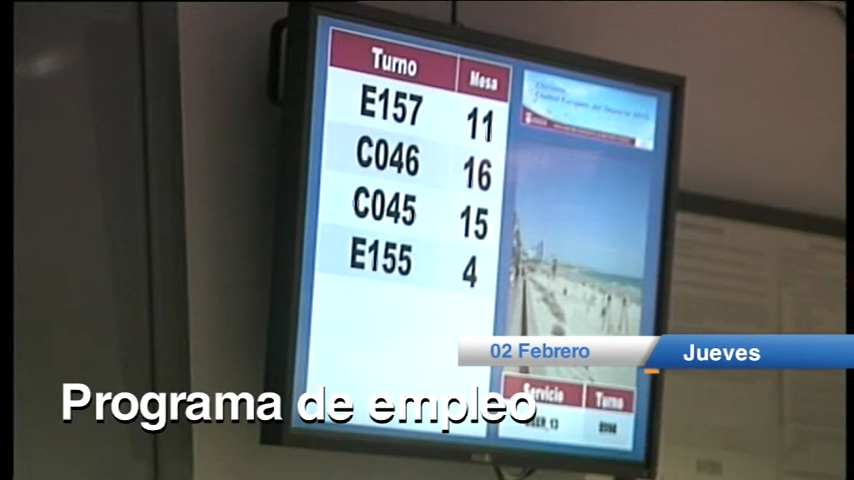 Turno Mesa
E157 11
C046 16
C045 15
E155 4
02 Febrero Jueves
Programa de empleo
Servicio Turno